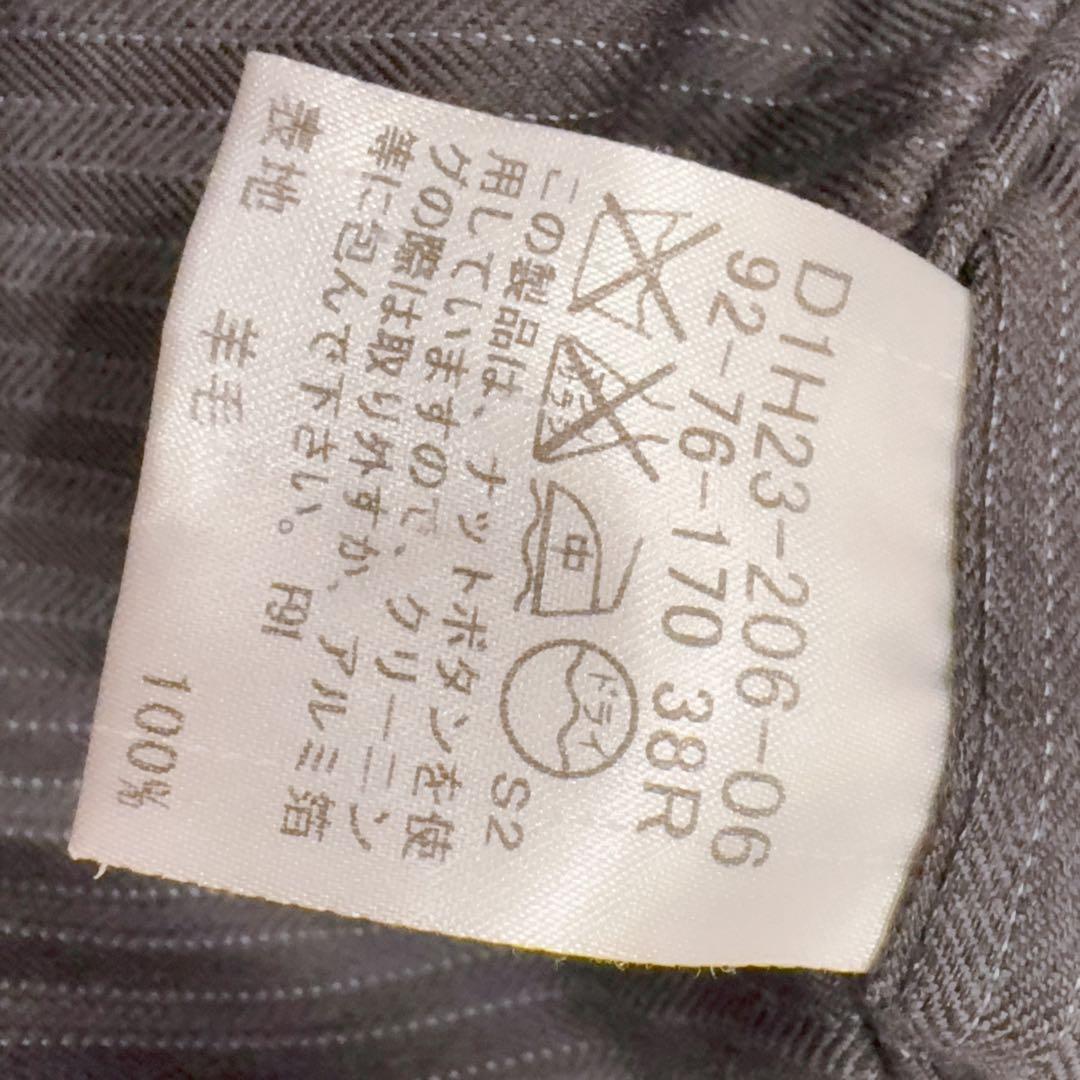 D1H23-206-06
92-76-170 38R
中
ドライ
S2
この製品は、ナットボタンを使
用していますので、クリーニン
グの際は取り外すか、アルミ箔
等に包んで下さい。
表地 羊毛 100%